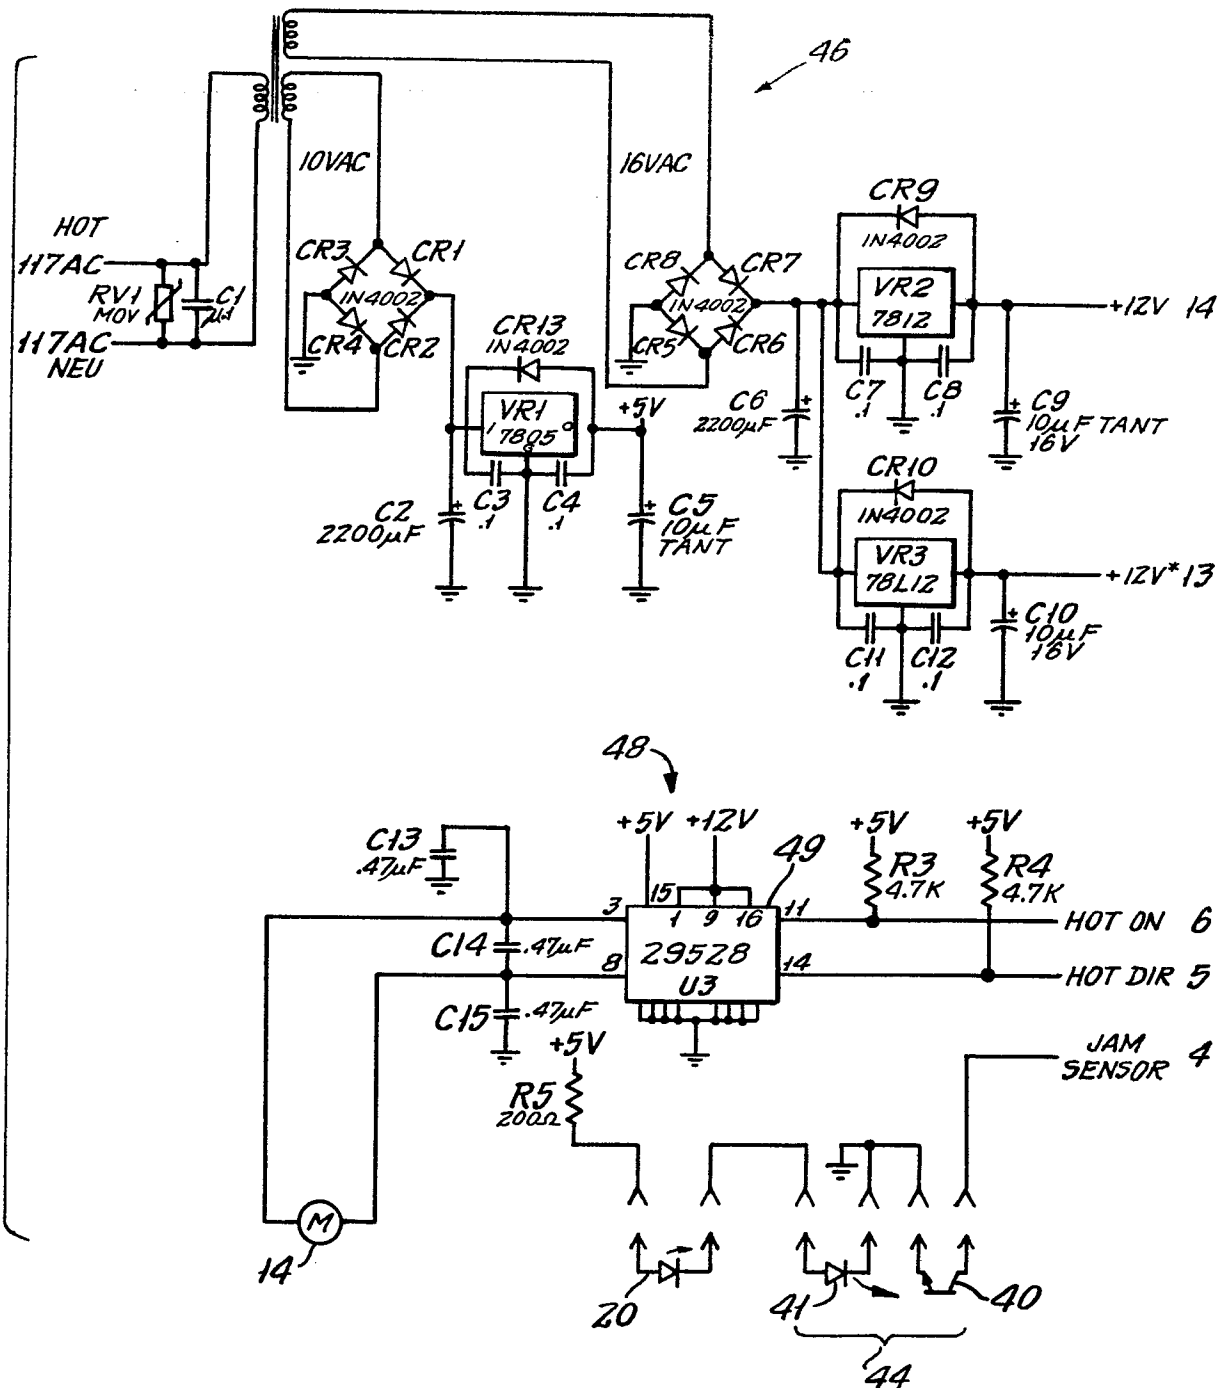 46
10VAC
16VAC
HOT
117AC
RV1
MOV
C1
117AC
NEU
CR3
CR1
1N4002
CR4
CR2
CR13
1N4002
VR1
1
7805
0
G
+5V
C2
2200µF
C3
.1
C4
.1
C5
10µF
TANT
CR8
CR7
1N4002
CR5
CR6
C6
2200µF
CR9
1N4002
VR2
7812
+12V 14
C7
.1
C8
.1
C9
10µF TANT
16V
CR10
1N4002
VR3
78L12
+12V* 13
C11
.1
C12
.1
C10
10µF
16V
48
+5V
+12V
49
+5V
+5V
C13
.47µF
R3
4.7K
R4
4.7K
3
15
1
9
16
11
HOT ON 6
C14
.47µF
8
29528
U3
14
HOT DIR 5
C15
.47µF
+5V
R5
200Ω
JAM
SENSOR 4
M
14
20
41
40
44